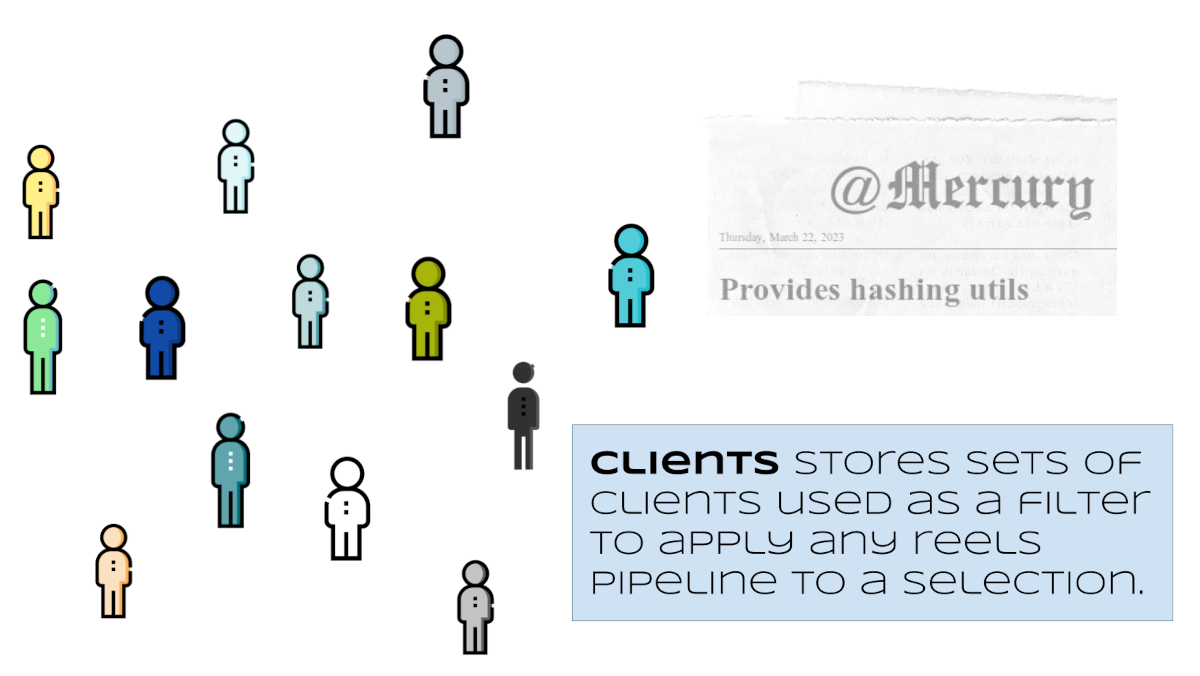 @Mercury
Thursday, March 22, 2023
Provides hashing utils
Clients stores sets of
clients used as a filter
to apply any reels
pipeline to a selection.